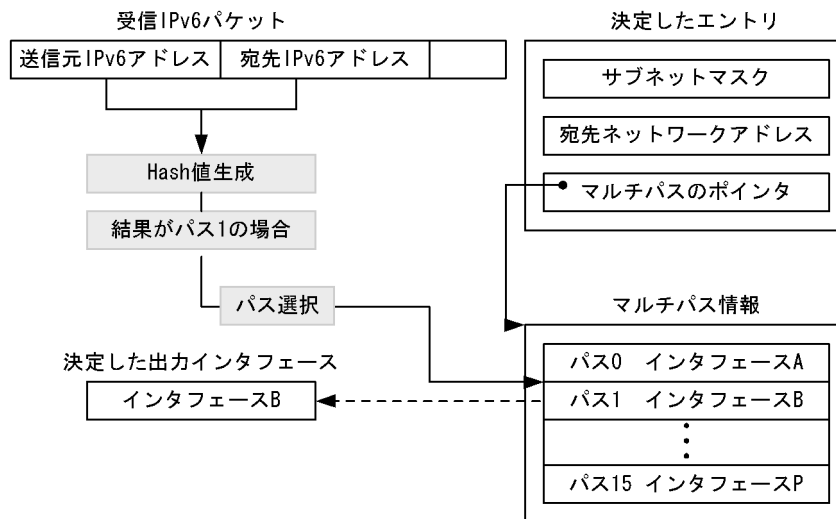 受信IPv6パケット
送信元IPv6アドレス
宛先IPv6アドレス
Hash値生成
結果がパス1の場合
パス選択
決定した出力インタフェース
インタフェースB
決定したエントリ
サブネットマスク
宛先ネットワークアドレス
マルチパスのポインタ
マルチパス情報
パス0 インタフェースA
パス1 インタフェースB
パス15 インタフェースP